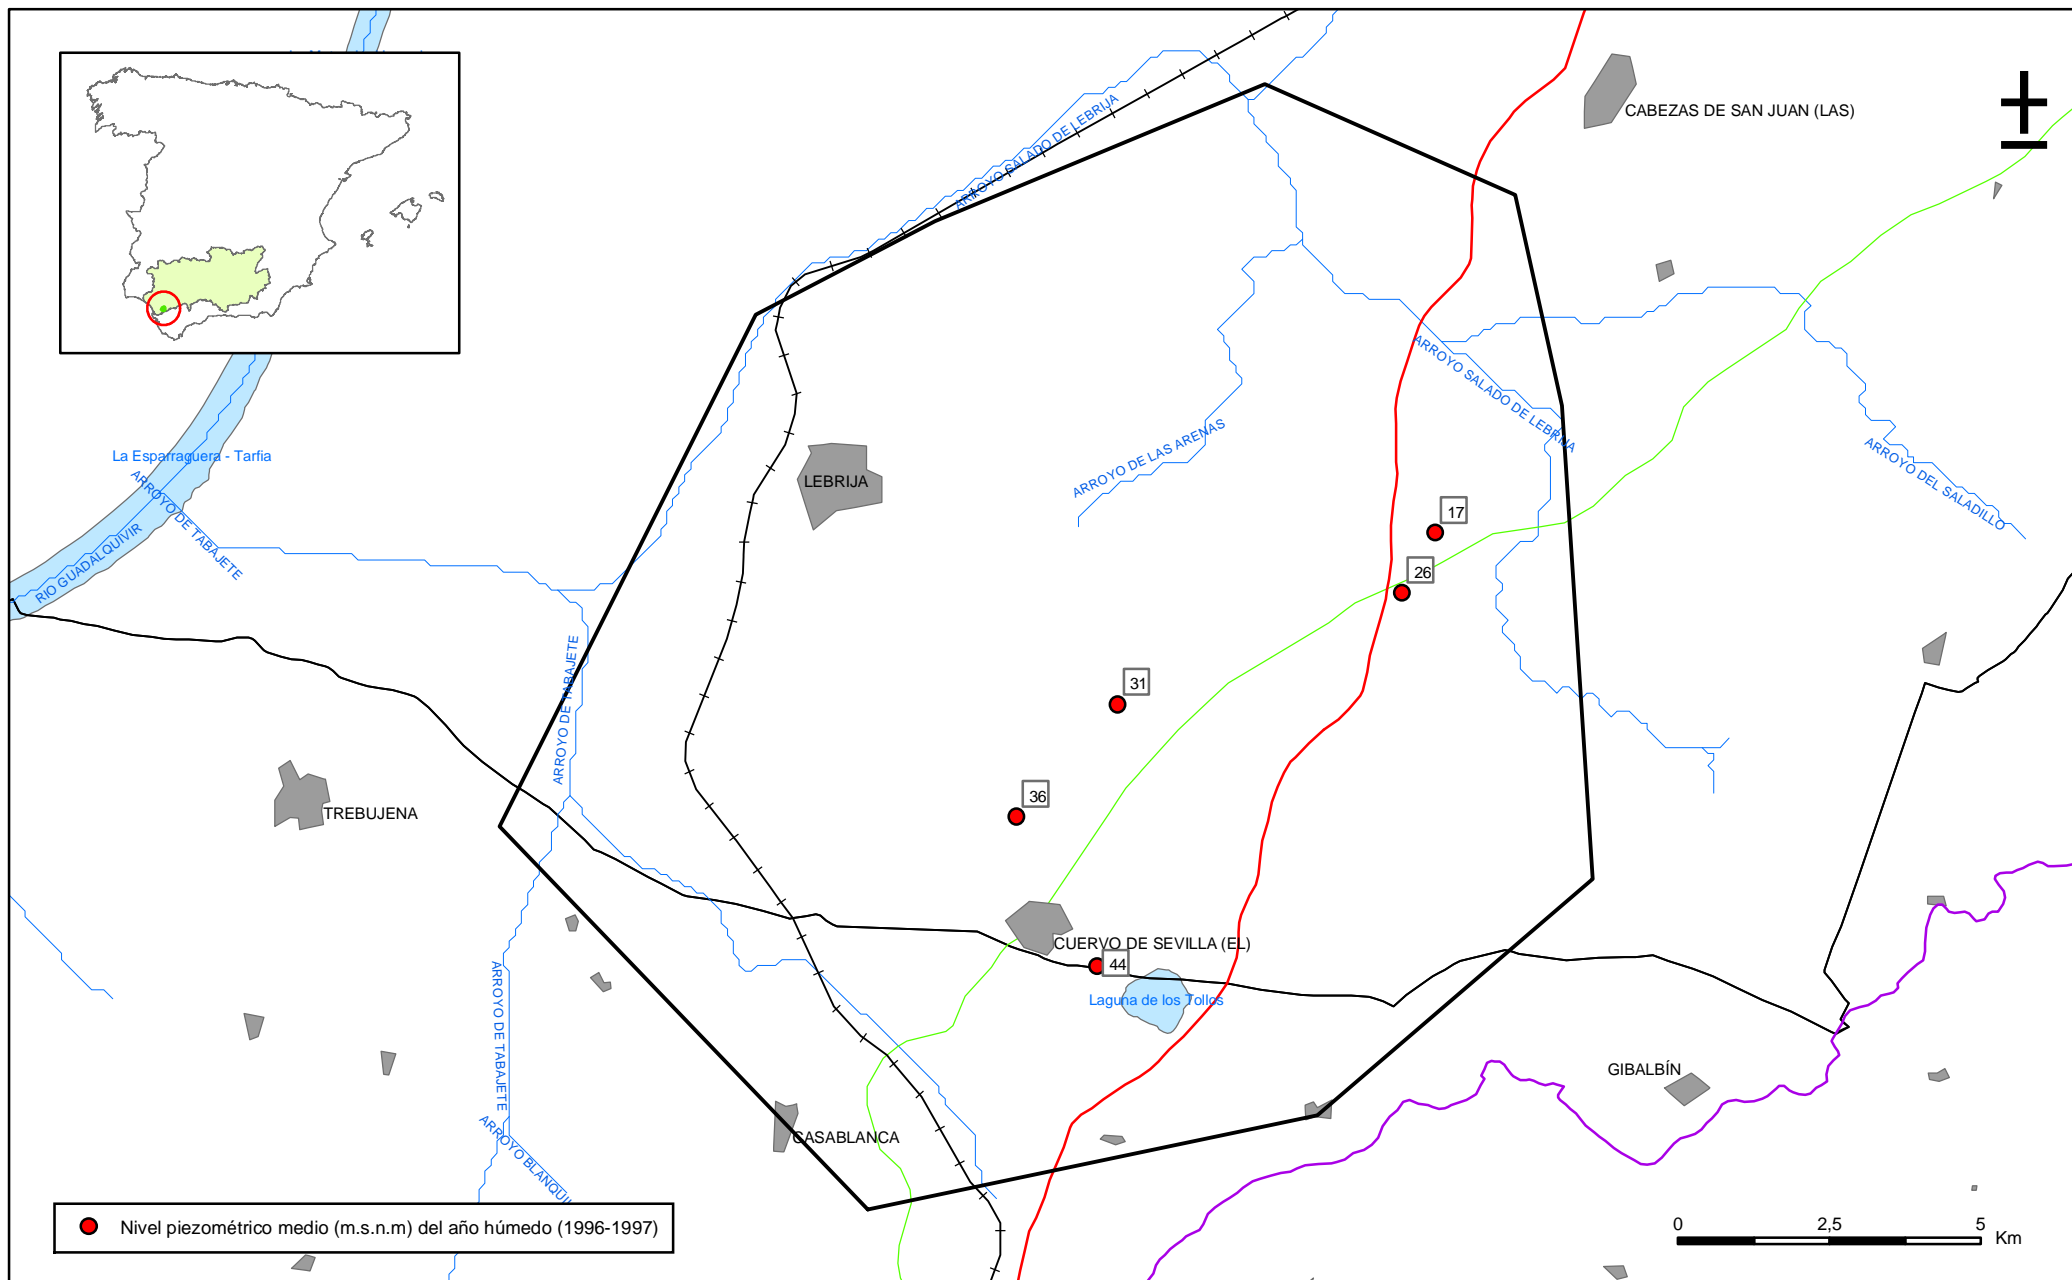 CABEZAS DE SAN JUAN (LAS)
ARROYO SALADO DE LEBRIJA
ARROYO SALADO DE LEBRIJA
ARROYO DE LAS ARENAS
ARROYO DEL SALADILLO
La Esparraguera - Tarfia
ARROYO DE TABAJETE
RIO GUADALQUIVIR
LEBRIJA
17
26
31
36
ARROYO DE TABAJETE
TREBUJENA
CUERVO DE SEVILLA (EL)
44
Laguna de los Tollos
ARROYO DE TABAJETE
GIBALBÍN
CASABLANCA
ARROYO BLANQUI
Nivel piezométrico medio (m.s.n.m) del año húmedo (1996-1997)
0 2,5 5
Km